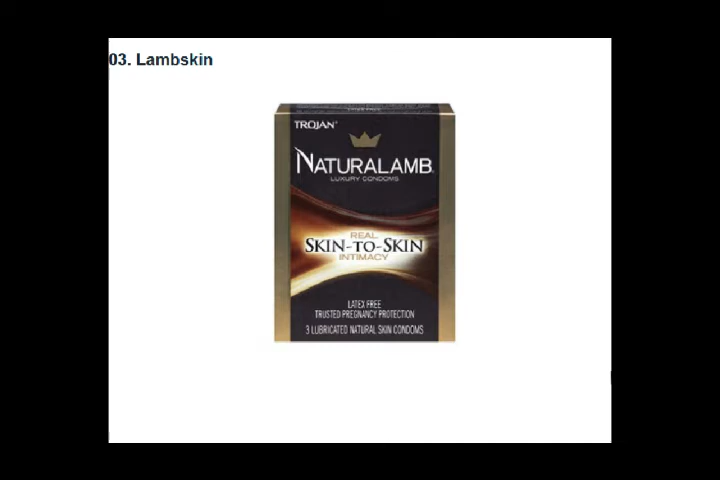 03. Lambskin
TROJAN
NATURALAMB
LUXURY CONDOMS
REAL
SKIN-TO-SKIN
INTIMACY
LATEX FREE
TRUSTED PREGNANCY PROTECTION
3 LUBRICATED NATURAL SKIN CONDOMS